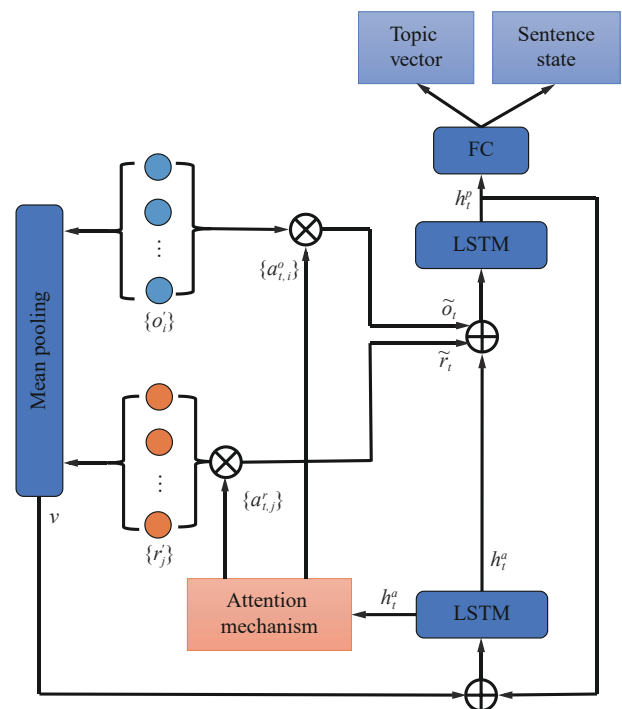 Topic
vector
Sentence
state
FC
h_t^p
LSTM
{a_{t,i}^o}
⋮
{o_i'}
õ_t
r̃_t
Mean pooling
⋮
{a_{t,j}^r}
v
{r_j'}
h_t^a
Attention
mechanism
h_t^a
LSTM